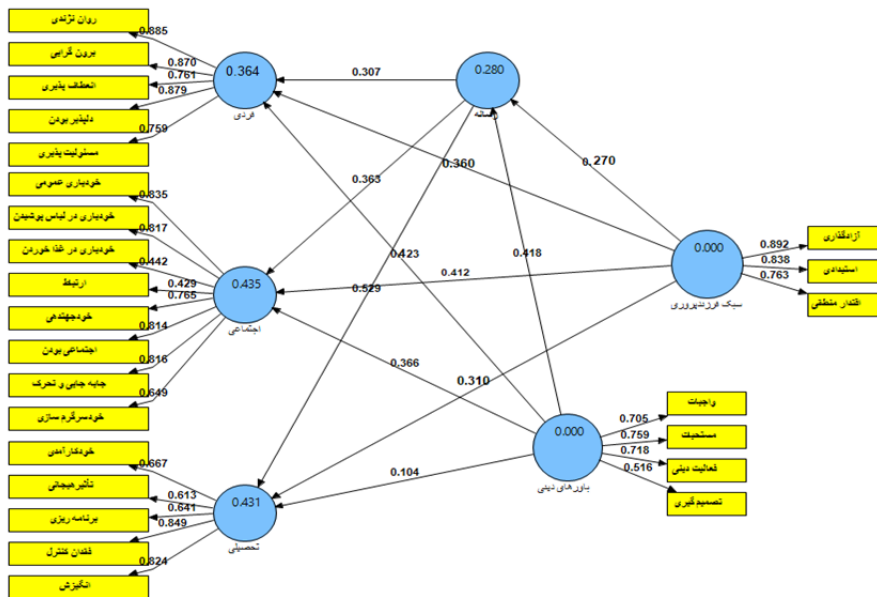 روان نژندی
برون گرایی
انعطاف پذیری
دلپذیر بودن
مسئولیت پذیری
خودیاری عمومی
خودیاری در لباس پوشیدن
خودیاری در غذا خوردن
ارتباط
خودجهتدهی
اجتماعی بودن
جابه جایی و تحرک
خودسرگرم سازی
خودکارآمدی
تأثیرهیجانی
برنامه ریزی
فقدان کنترل
انگیزش
0.885
0.870
0.761
0.879
0.759
0.835
0.817
0.442
0.429
0.765
0.814
0.816
0.649
0.667
0.613
0.641
0.849
0.824
0.364
فردی
0.435
اجتماعی
0.431
تحصیلی
0.307
0.363
0.360
0.423
0.418
0.529
0.412
0.366
0.310
0.104
0.270
0.280
رسانه
0.000
سبک فرزندپروری
0.000
باورهای دینی
0.892
0.838
0.763
آزادگذاری
استبدادی
اقتدار منطقی
0.705
0.759
0.718
0.516
واجبات
مستحبات
فعالیت دینی
تصمیم گیری